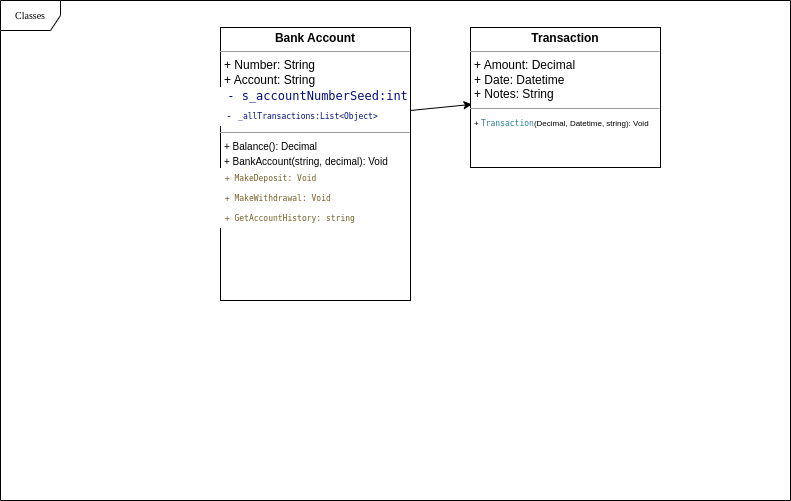 Classes
Bank Account
+ Number: String
+ Account: String
- s_accountNumberSeed:int
- _allTransactions:List<Object>
+ Balance(): Decimal
+ BankAccount(string, decimal): Void
+ MakeDeposit: Void
+ MakeWithdrawal: Void
+ GetAccountHistory: string
Transaction
+ Amount: Decimal
+ Date: Datetime
+ Notes: String
+ Transaction(Decimal, Datetime, string): Void